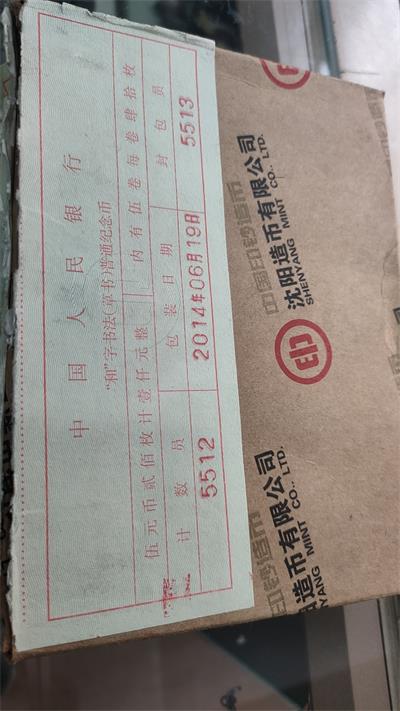 中国人民银行
“和”字书法(草书)普通纪念币
伍元币贰佰枚计壹仟元整 内有伍卷每卷肆拾枚
计数员 包装日期 封包员
5512 2014年06月19日 5513
中国印钞造币
沈阳造币有限公司
SHENYANG MINT CO., LTD.
印钞造币
沈阳造币有限公司
YANG MINT CO., LTD.